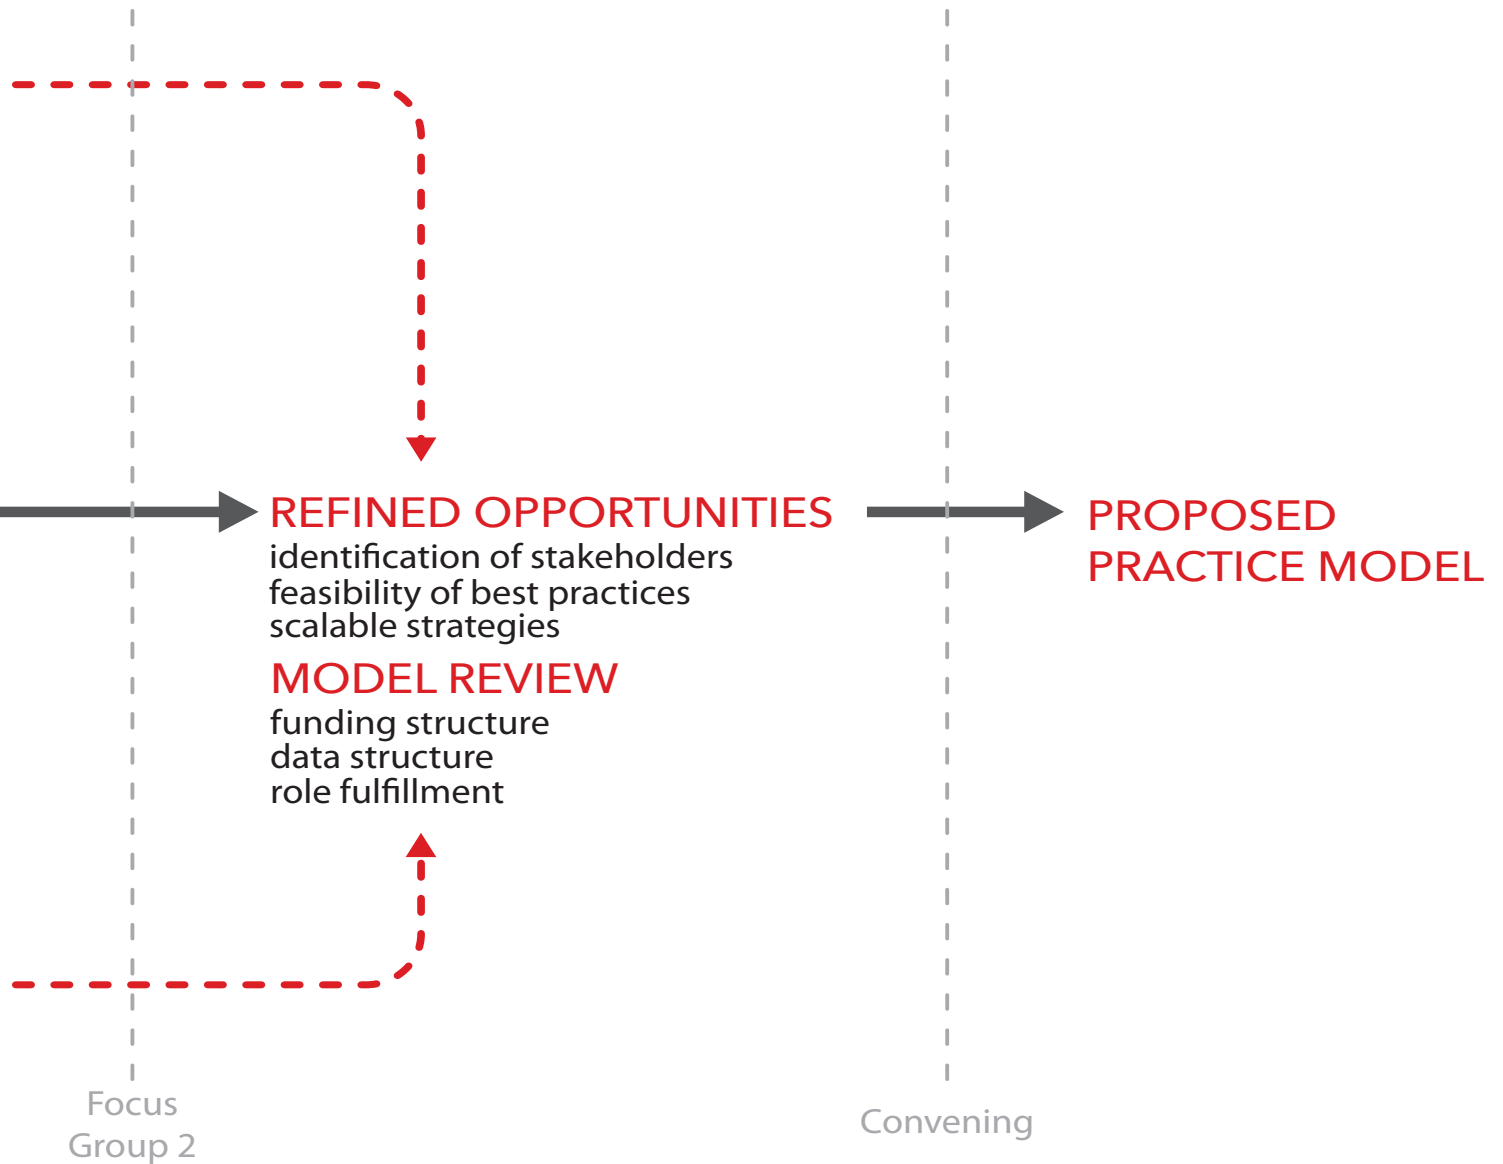 REFINED OPPORTUNITIES
identification of stakeholders
feasibility of best practices
scalable strategies
MODEL REVIEW
funding structure
data structure
role fulfillment
PROPOSED
PRACTICE MODEL
Focus
Group 2
Convening